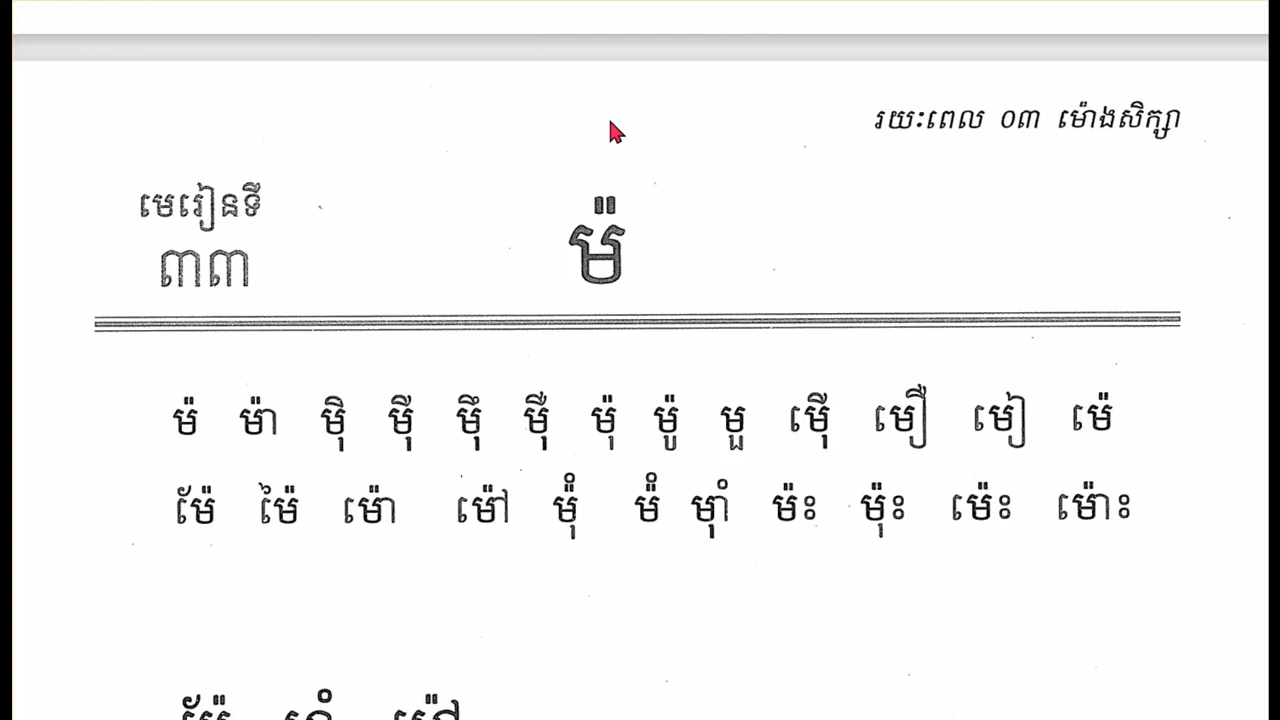 រយៈពេល ០៣ ម៉ោងសិក្សា
មេរៀនទី
៣៣
ម៉
ម៉ ម៉ា ម៉ិ ម៉ី ម៉ឹ ម៉ឺ ម៉ុ ម៉ូ មួ ម៉ើ មឿ មៀ ម៉េ
ម៉ែ ម៉ៃ ម៉ោ ម៉ៅ ម៉ុំ ម៉ំ ម៉ាំ ម៉ះ ម៉ុះ ម៉េះ ម៉ោះ